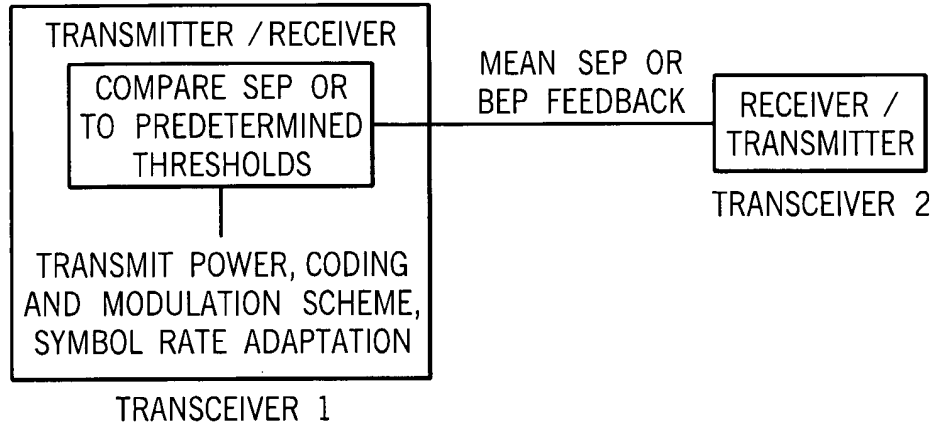 TRANSMITTER / RECEIVER
COMPARE SEP OR
TO PREDETERMINED
THRESHOLDS
TRANSMIT POWER, CODING
AND MODULATION SCHEME,
SYMBOL RATE ADAPTATION
TRANSCEIVER 1
MEAN SEP OR
BEP FEEDBACK
RECEIVER /
TRANSMITTER
TRANSCEIVER 2